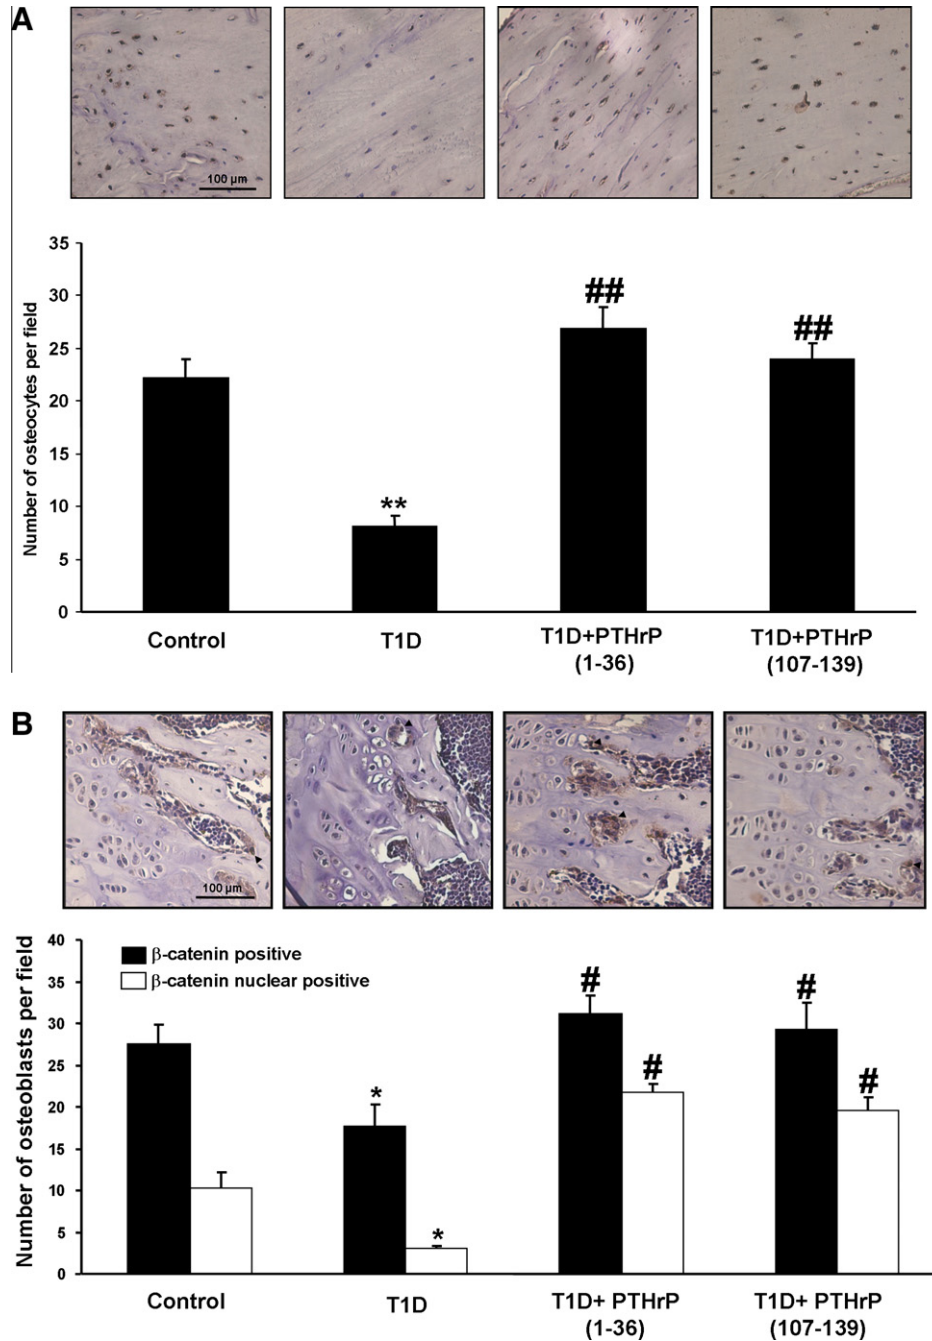 A
100 µm
35
30
25
20
15
10
5
0
Number of osteocytes per field
**
##
##
Control
T1D
T1D+PTHrP
(1-36)
T1D+PTHrP
(107-139)
B
100 µm
40
35
30
25
20
15
10
5
0
Number of osteoblasts per field
β-catenin positive
β-catenin nuclear positive
*
*
#
#
#
#
Control
T1D
T1D+ PTHrP
(1-36)
T1D+ PTHrP
(107-139)